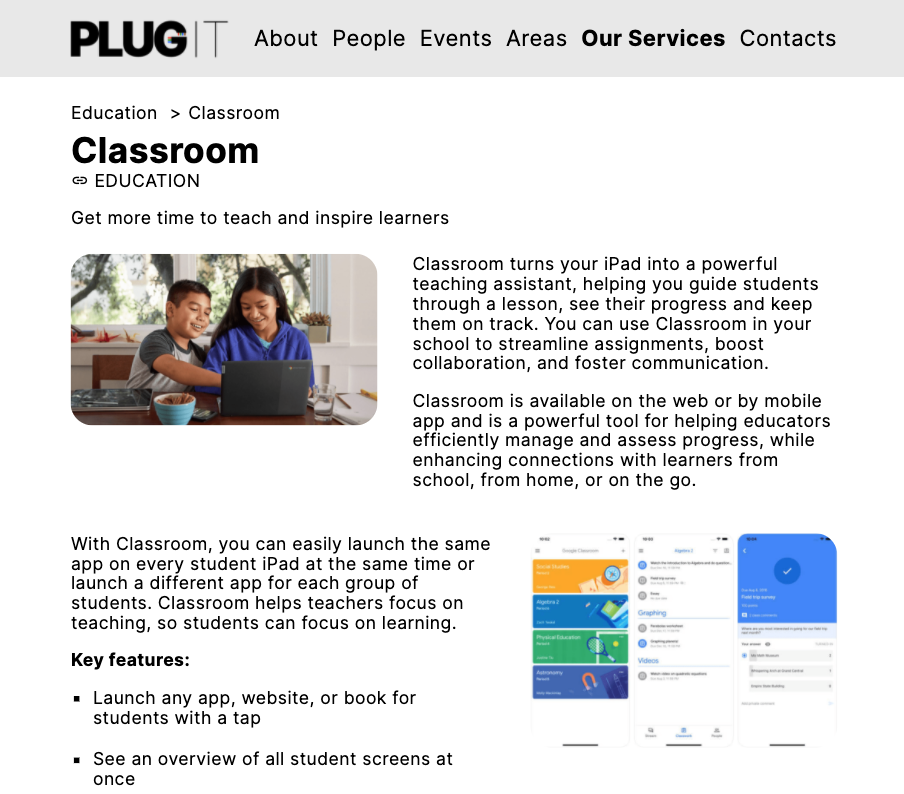 PLUGIT
About People Events Areas Our Services Contacts
Education > Classroom
Classroom
EDUCATION
Get more time to teach and inspire learners
Classroom turns your iPad into a powerful
teaching assistant, helping you guide students
through a lesson, see their progress and keep
them on track. You can use Classroom in your
school to streamline assignments, boost
collaboration, and foster communication.
Classroom is available on the web or by mobile
app and is a powerful tool for helping educators
efficiently manage and assess progress, while
enhancing connections with learners from
school, from home, or on the go.
With Classroom, you can easily launch the same
app on every student iPad at the same time or
launch a different app for each group of
students. Classroom helps teachers focus on
teaching, so students can focus on learning.
Key features:
Launch any app, website, or book for
students with a tap
See an overview of all student screens at
once
Google Classroom
Social Studies
Algebra 2
Physical Education
Astronomy
Algebra 2
Field trip survey
Graphing
Videos
Field trip survey